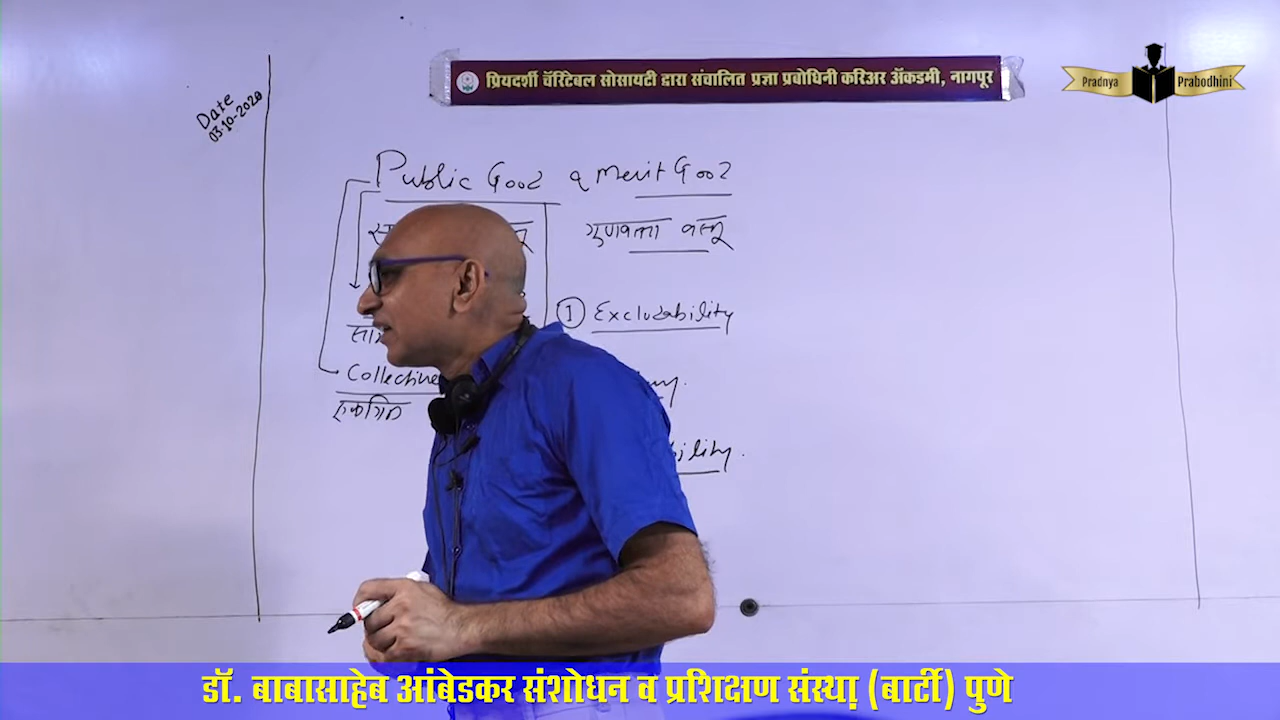 प्रियदर्शी चॅरिटेबल सोसायटी द्वारा संचालित प्रज्ञा प्रबोधिनी करिअर अ‍ॅकडमी, नागपूर
Pradnya Prabodhini
Date
03-10-2020
Public Good व merit Good
गुणवत्ता वस्तू
① Excludability
Collective
एकत्रित
डॉ. बाबासाहेब आंबेडकर संशोधन व प्रशिक्षण संस्था (बार्टी) पुणे